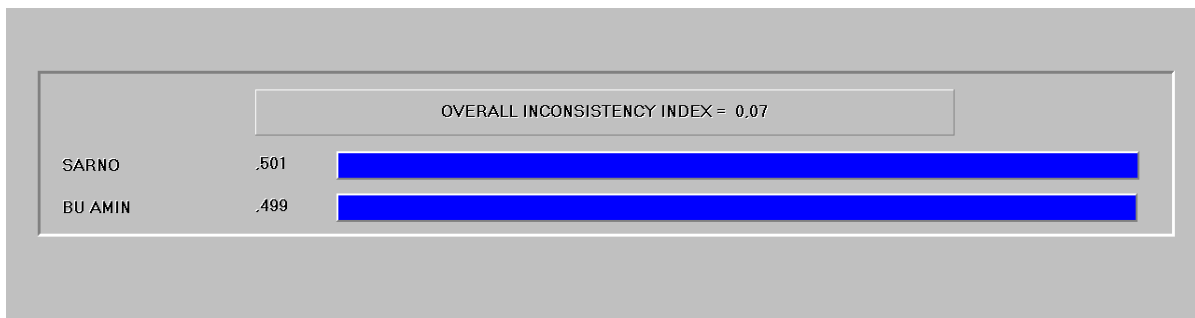 OVERALL INCONSISTENCY INDEX = 0,07
SARNO ,501
BU AMIN ,499